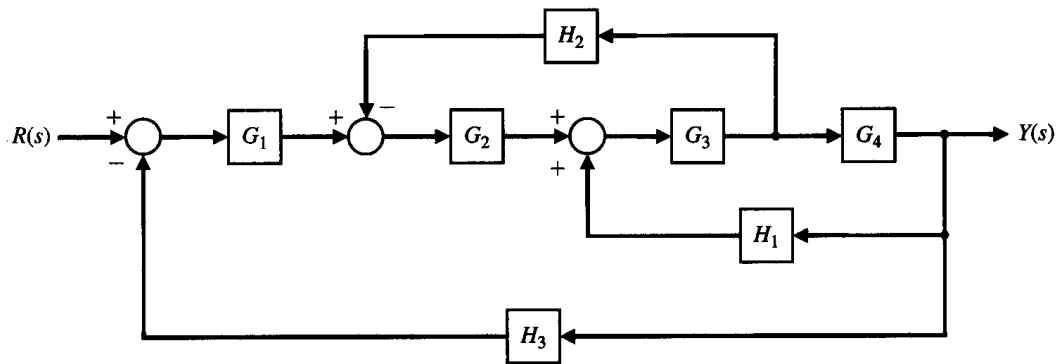 H₂
+ − + − + +
R(s) G₁ G₂ G₃ G₄ Y(s)
H₁
H₃